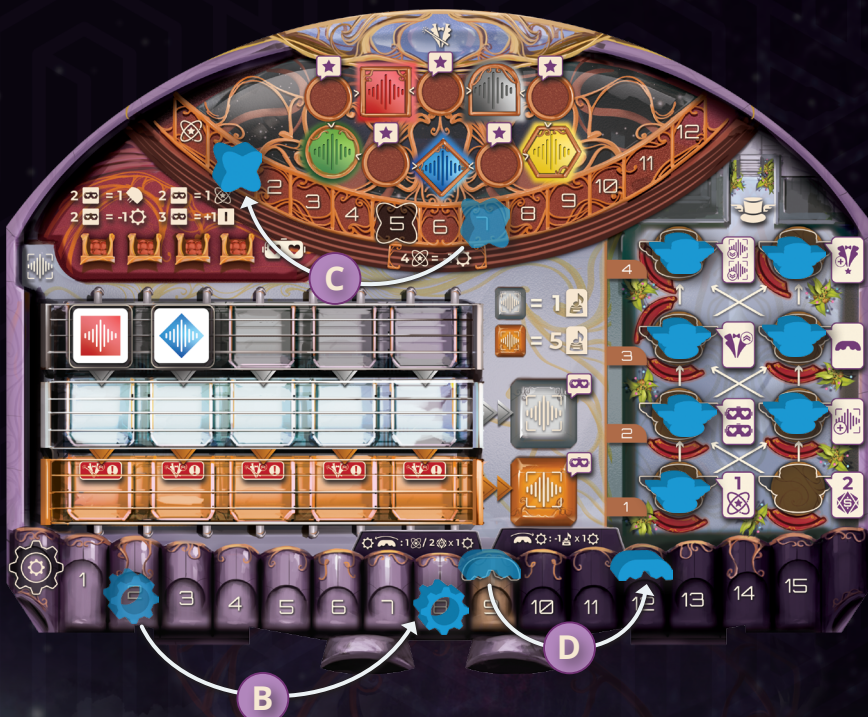 2 3 4 5 6 7 8 9 10 11 12
2 = 1 2 = 1
2 = -1 3 = +1
C
4 = -
4
= 1
= 5
3
2
1
1
2
S
: 1 / 2 x 1
: -1 x 1
1 2 3 4 5 6 7 8 9 10 11 12 13 14 15
! ! ! ! !
B
D